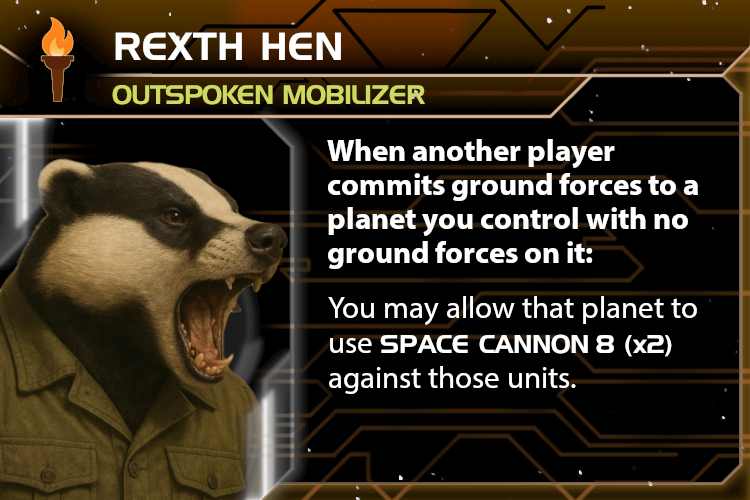 REXTH HEN
OUTSPOKEN MOBILIZER
When another player
commits ground forces to a
planet you control with no
ground forces on it:
You may allow that planet to
use SPACE CANNON 8 (x2)
against those units.